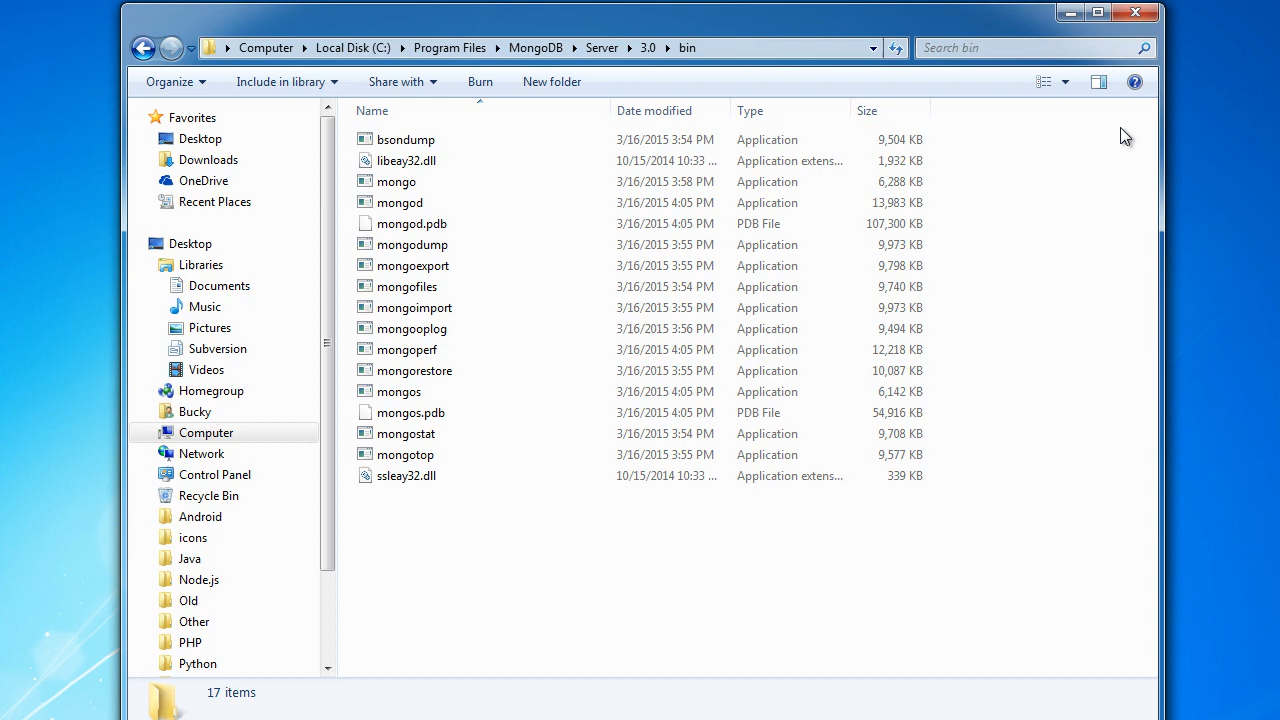 Computer Local Disk (C:) Program Files MongoDB Server 3.0 bin
Search bin
Organize Include in library Share with Burn New folder
Favorites
Desktop
Downloads
OneDrive
Recent Places
Desktop
Libraries
Documents
Music
Pictures
Subversion
Videos
Homegroup
Bucky
Computer
Network
Control Panel
Recycle Bin
Android
icons
Java
Node.js
Old
Other
PHP
Python
Name Date modified Type Size
bsondump 3/16/2015 3:54 PM Application 9,504 KB
libeay32.dll 10/15/2014 10:33 ... Application extens... 1,932 KB
mongo 3/16/2015 3:58 PM Application 6,288 KB
mongod 3/16/2015 4:05 PM Application 13,983 KB
mongod.pdb 3/16/2015 4:05 PM PDB File 107,300 KB
mongodump 3/16/2015 3:55 PM Application 9,973 KB
mongoexport 3/16/2015 3:55 PM Application 9,798 KB
mongofiles 3/16/2015 3:54 PM Application 9,740 KB
mongoimport 3/16/2015 3:55 PM Application 9,973 KB
mongooplog 3/16/2015 3:56 PM Application 9,494 KB
mongoperf 3/16/2015 4:05 PM Application 12,218 KB
mongorestore 3/16/2015 3:55 PM Application 10,087 KB
mongos 3/16/2015 4:05 PM Application 6,142 KB
mongos.pdb 3/16/2015 4:05 PM PDB File 54,916 KB
mongostat 3/16/2015 3:54 PM Application 9,708 KB
mongotop 3/16/2015 3:55 PM Application 9,577 KB
ssleay32.dll 10/15/2014 10:33 ... Application extens... 339 KB
17 items